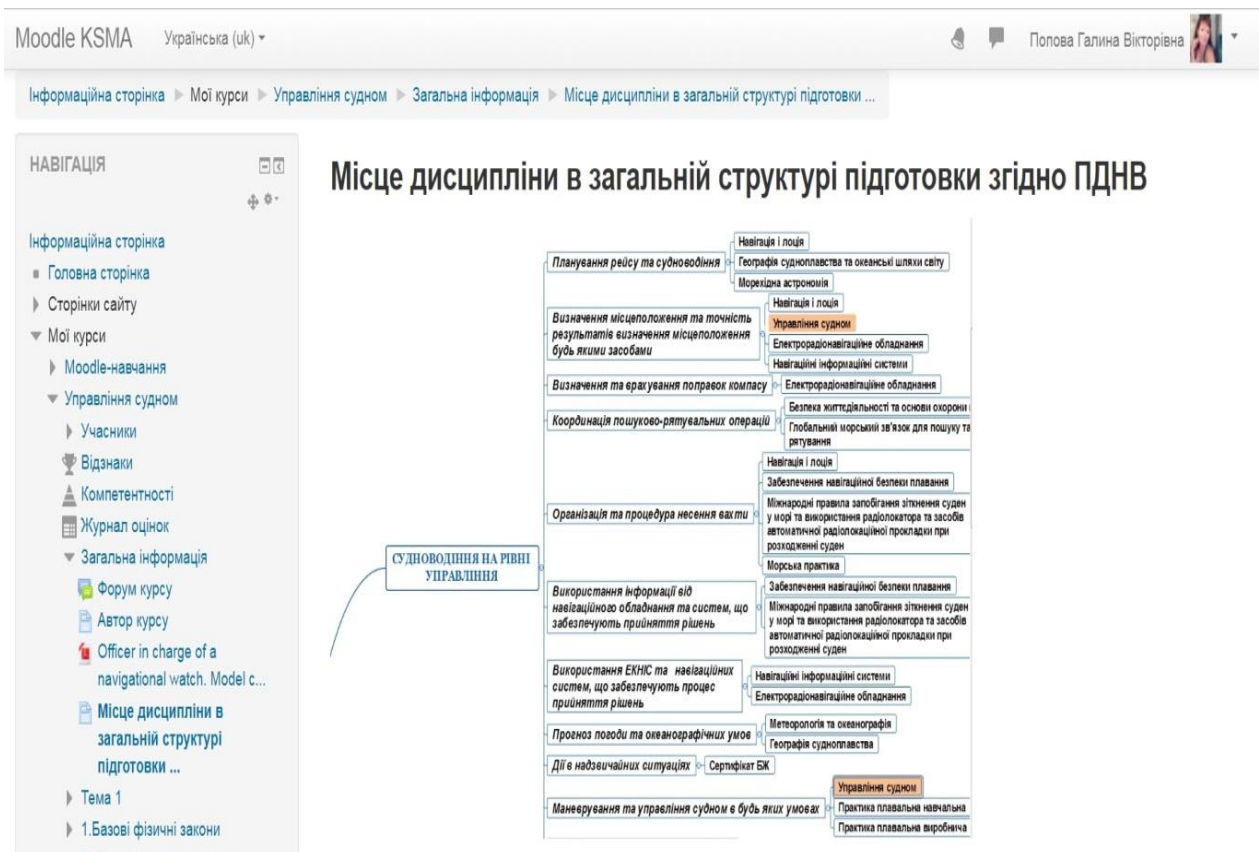 Moodle KSMA Українська (uk) Попова Галина Вікторівна
Інформаційна сторінка Мої курси Управління судном Загальна інформація Місце дисципліни в загальній структурі підготовки ...
НАВІГАЦІЯ
Інформаційна сторінка
Головна сторінка
Сторінки сайту
Мої курси
Moodle-навчання
Управління судном
Учасники
Відзнаки
Компетентності
Журнал оцінок
Загальна інформація
Форум курсу
Автор курсу
Officer in charge of a
navigational watch. Model c...
Місце дисципліни в
загальній структурі
підготовки ...
Тема 1
1.Базові фізичні закони
Місце дисципліни в загальній структурі підготовки згідно ПДНВ
СУДНОВОДІННЯ НА РІВНІ
УПРАВЛІННЯ
Планування рейсу та судноводіння
Навігація і лоція
Географія судноплавства та океанські шляхи світу
Морехідна астрономія
Визначення місцеположення та точність
результатів визначення місцеположення
будь якими засобами
Навігація і лоція
Управління судном
Електрорадіонавігаційне обладнання
Навігаційні інформаційні системи
Визначення та врахування поправок компасу
Електрорадіонавігаційне обладнання
Координація пошуково-рятувальних операцій
Безпека життєдіяльності та основи охорони
Глобальний морський зв'язок для пошуку та
рятування
Організація та процедура несення вахти
Навігація і лоція
Забезпечення навігаційної безпеки плавання
Міжнародні правила запобігання зіткнення суден
у морі та використання радіолокатора та засобів
автоматичної радіолокаційної прокладки при
розходженні суден
Морська практика
Використання інформації від
навігаційного обладнання та систем, що
забезпечують прийняття рішень
Забезпечення навігаційної безпеки плавання
Міжнародні правила запобігання зіткнення суден
у морі та використання радіолокатора та засобів
автоматичної радіолокаційної прокладки при
розходженні суден
Використання ЕКНІС та навігаційних
систем, що забезпечують процес
прийняття рішень
Навігаційні інформаційні системи
Електрорадіонавігаційне обладнання
Прогноз погоди та океанографічних умов
Метеорологія та океанографія
Географія судноплавства
Дії в надзвичайних ситуаціях
Сертифікат БЖ
Маневрування та управління судном в будь яких умовах
Управління судном
Практика плавальна навчальна
Практика плавальна виробнича